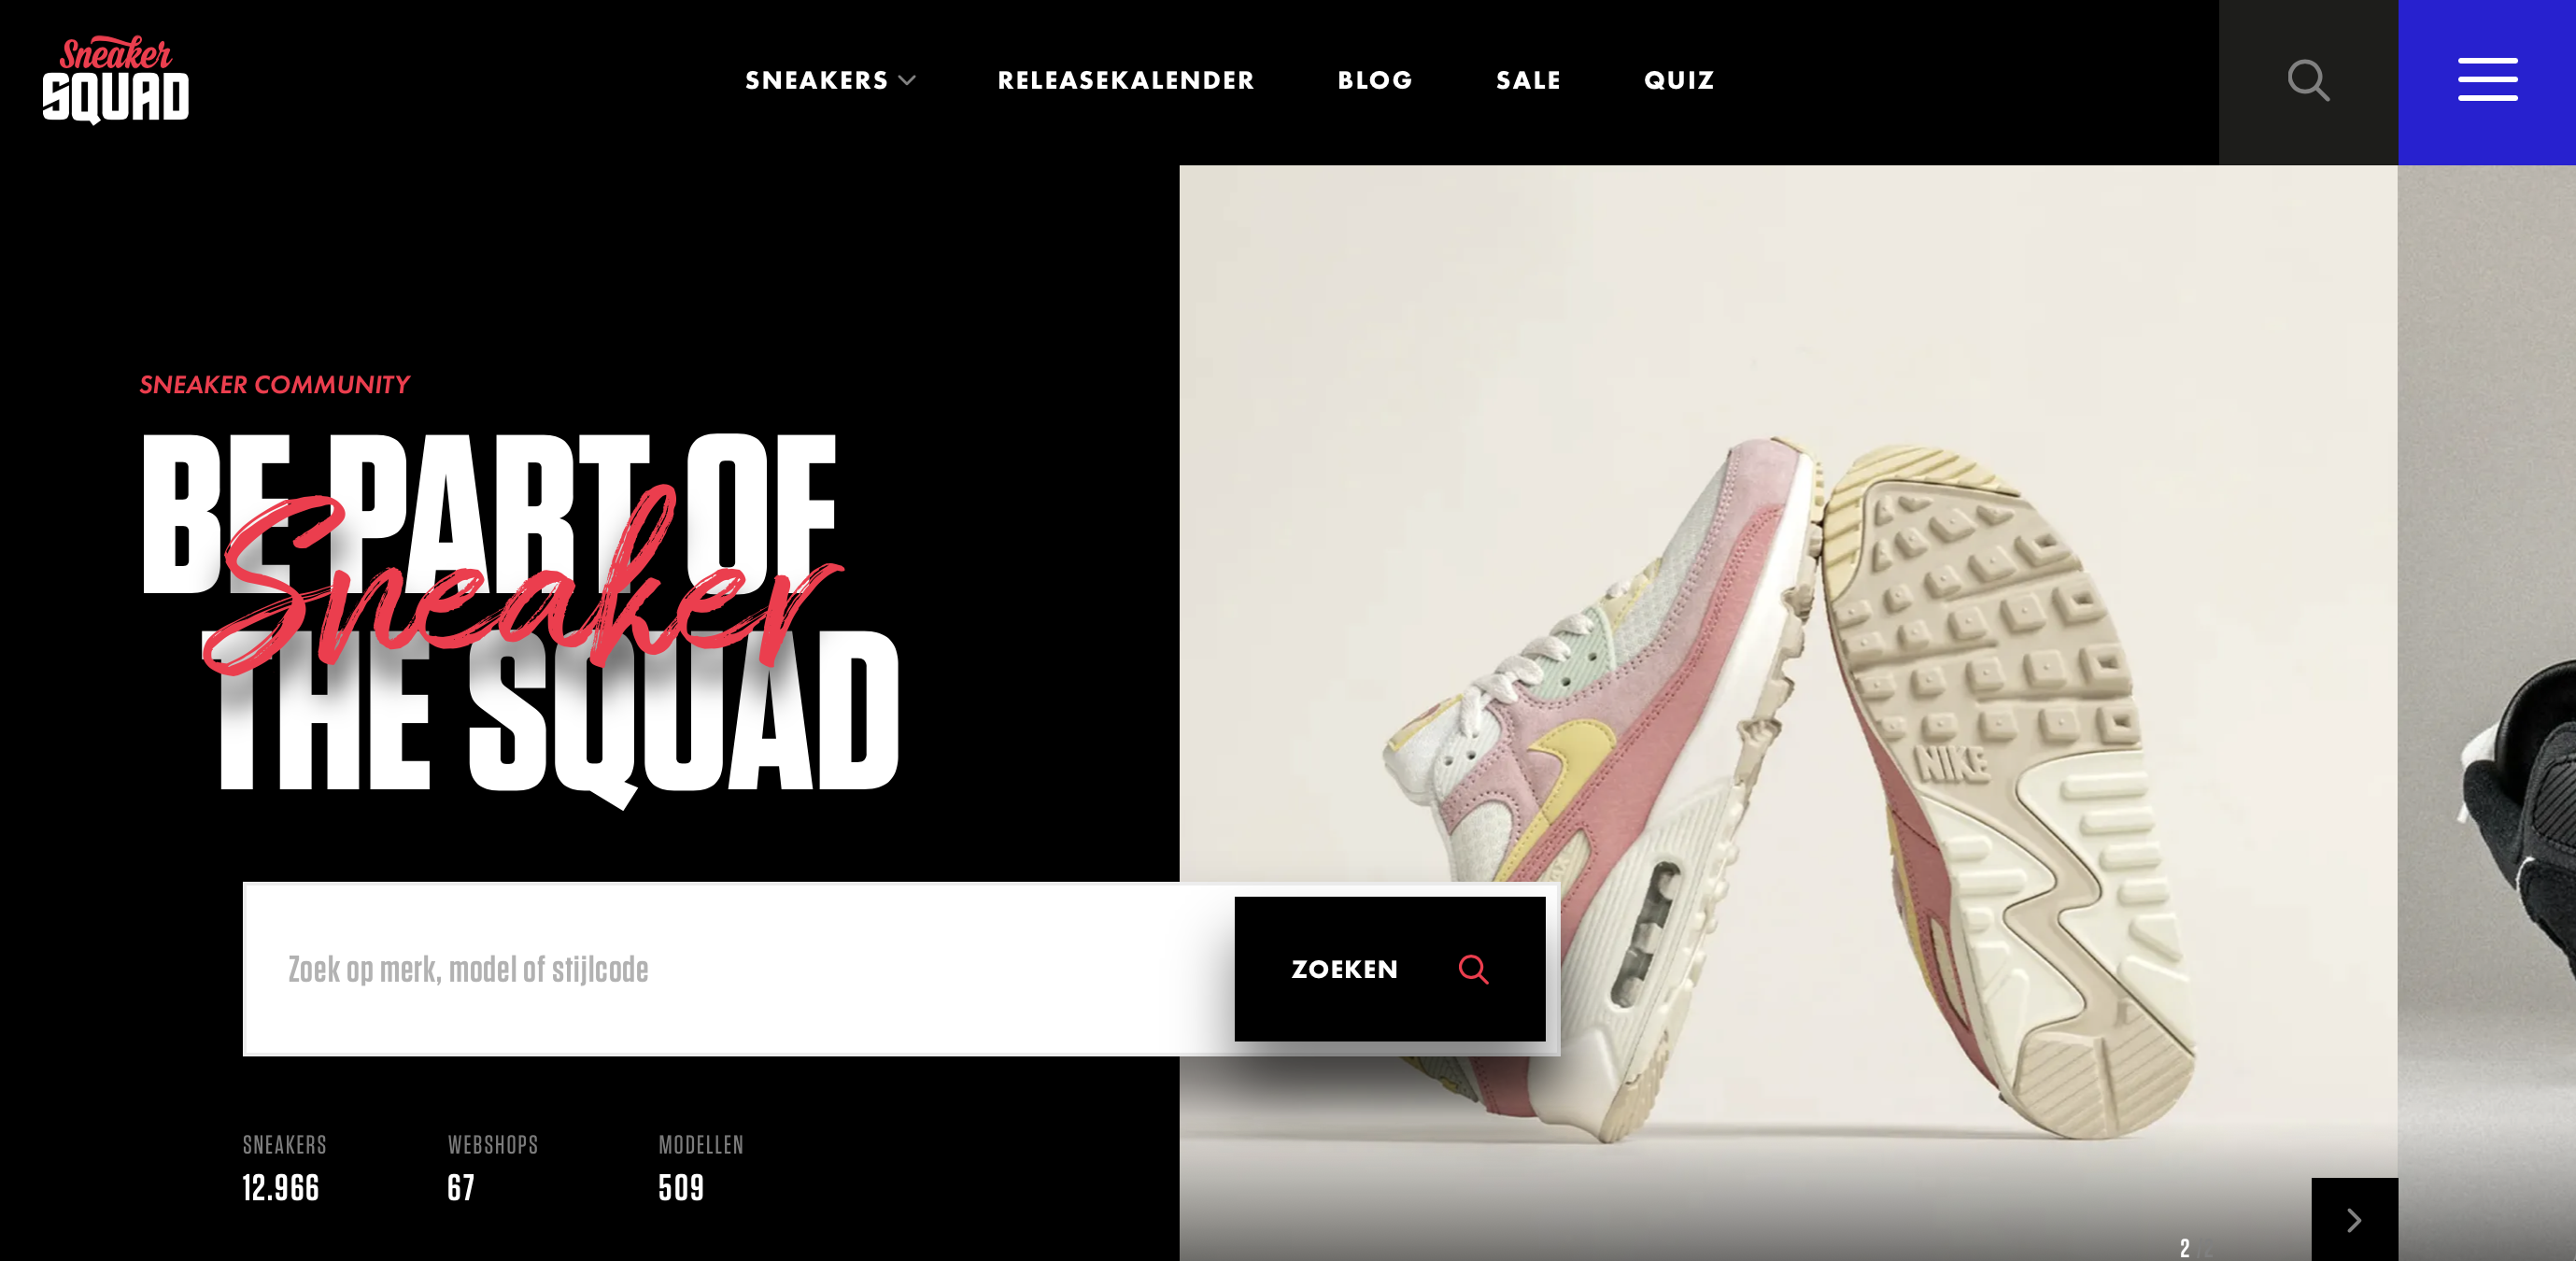 Sneaker
SQUAD
SNEAKERS
RELEASEKALENDER
BLOG
SALE
QUIZ
SNEAKER COMMUNITY
BE PART OF
Sneaker
THE SQUAD
Zoek op merk, model of stijlcode
ZOEKEN
NIKE
SNEAKERS
WEBSHOPS
MODELLEN
12.966
67
509
2 /2